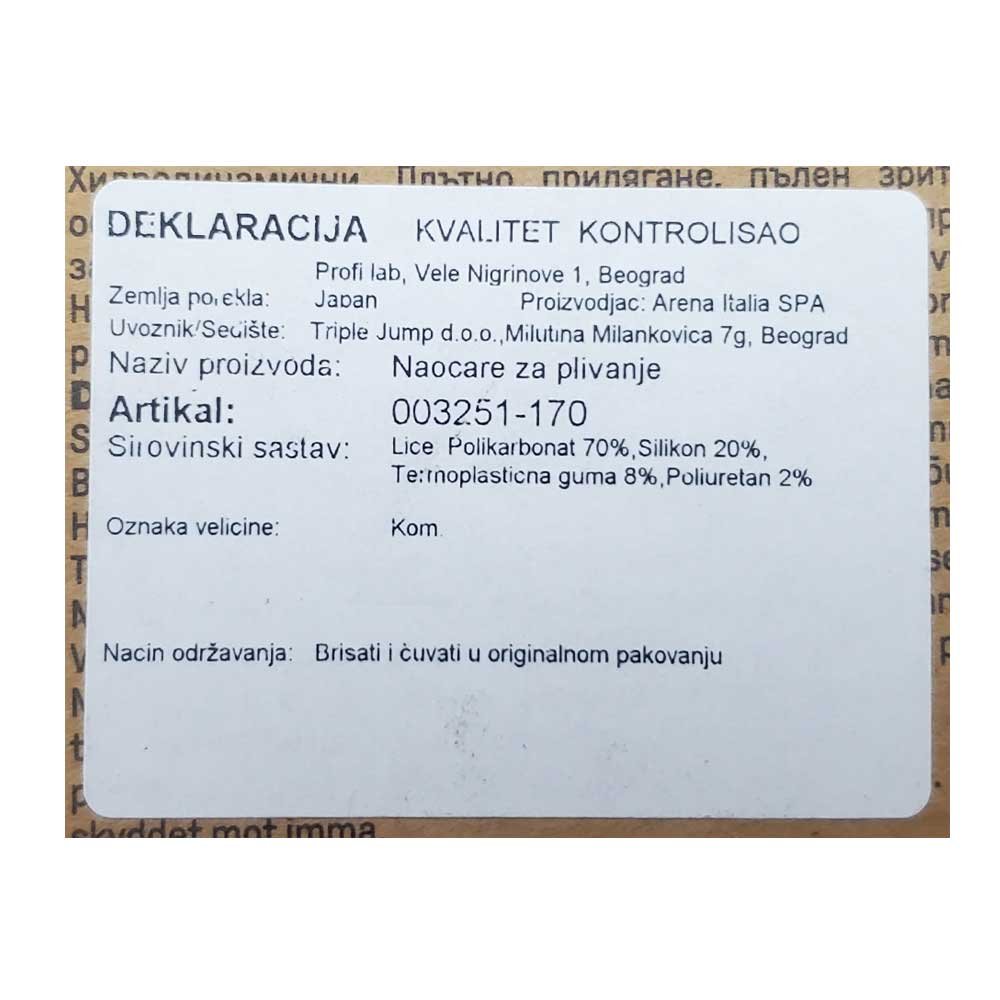 Плътно прилягане. пълен
DEKLARACIJA KVALITET KONTROLISAO
Profi lab, Vele Nigrinove 1, Beograd
Zemlja porekla: Japan Proizvodjac: Arena Italia SPA
Uvoznik/Sedište: Triple Jump d.o.o.,Milutina Milankovica 7g, Beograd
Naziv proizvoda: Naocare za plivanje
Artikal: 003251-170
Sirovinski sastav: Lice Polikarbonat 70%,Silikon 20%,
Termoplasticna guma 8%,Poliuretan 2%
Oznaka velicine: Kom.
Nacin održavanja: Brisati i čuvati u originalnom pakovanju
skyddet mot imma